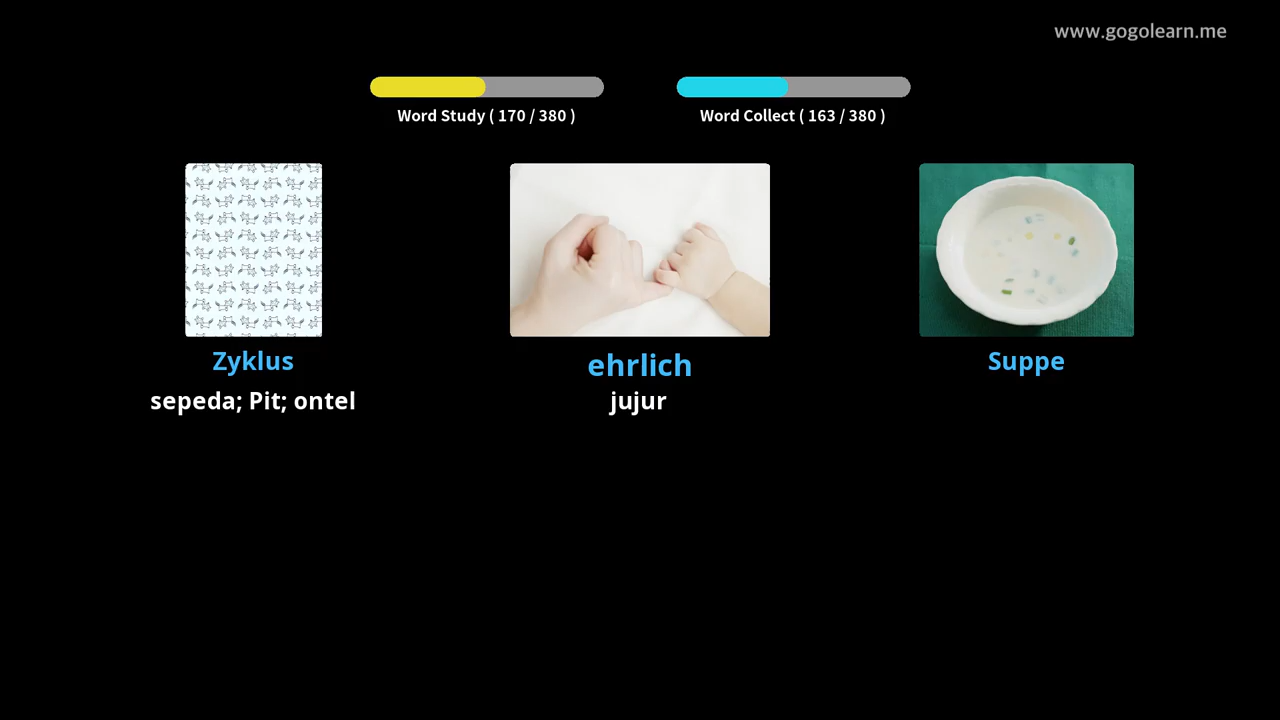 www.gogolearn.me
Word Study ( 170 / 380 )
Word Collect ( 163 / 380 )
Zyklus
sepeda; Pit; ontel
ehrlich
jujur
Suppe